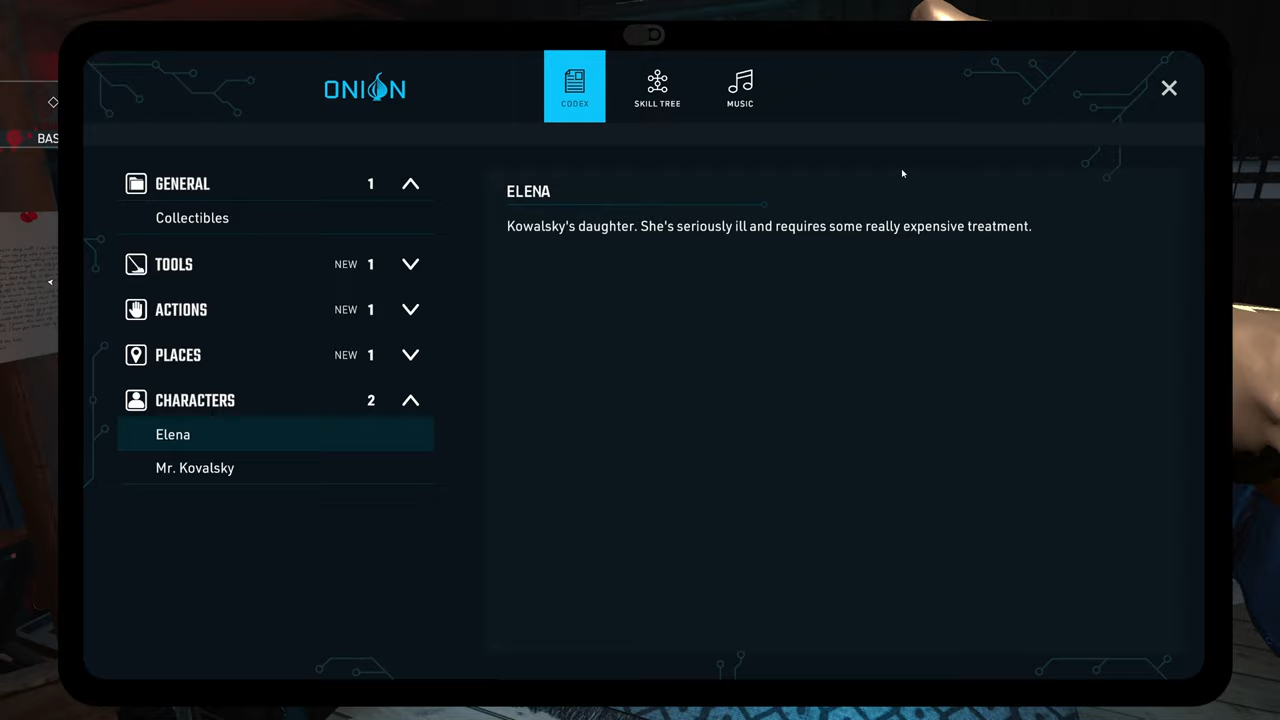 ONION
CODEX
SKILL TREE
MUSIC
BAS
GENERAL 1
Collectibles
TOOLS NEW 1
ACTIONS NEW 1
PLACES NEW 1
CHARACTERS 2
Elena
Mr. Kovalsky
ELENA
Kowalsky's daughter. She's seriously ill and requires some really expensive treatment.